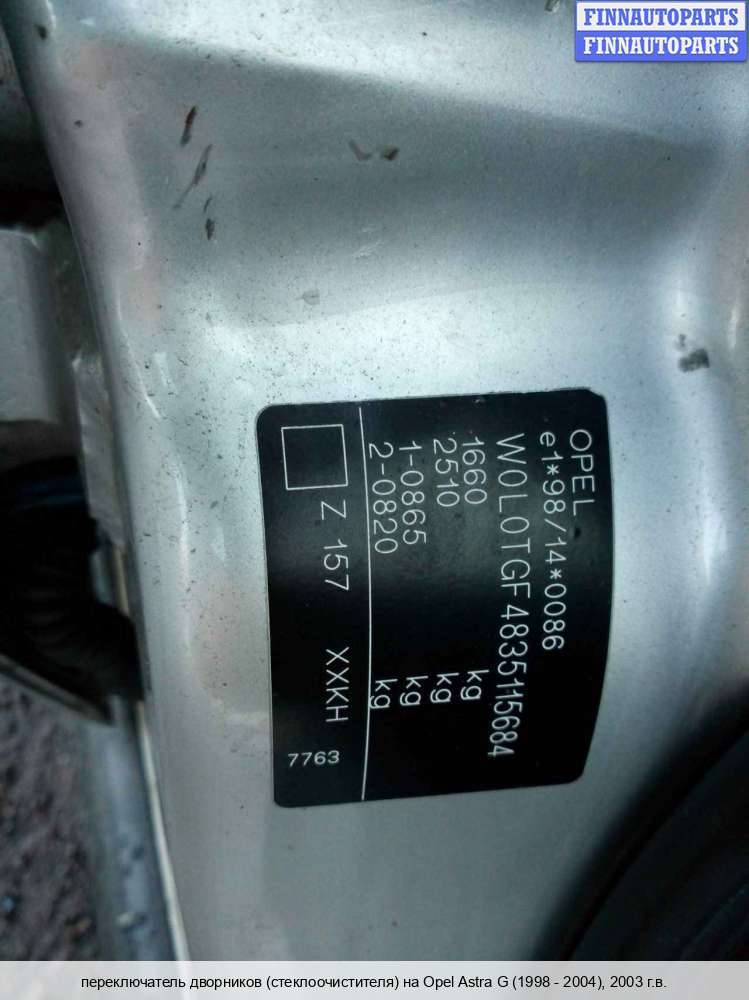 FINNAUTOPARTS
FINNAUTOPARTS
OPEL
e1*98/14*0086
W0L0TGF4835115684
1660 kg
2510 kg
1-0865 kg
2-0820 kg
Z 157 XXKH
7763
переключатель дворников (стеклоочистителя) на Opel Astra G (1998 - 2004), 2003 г.в.